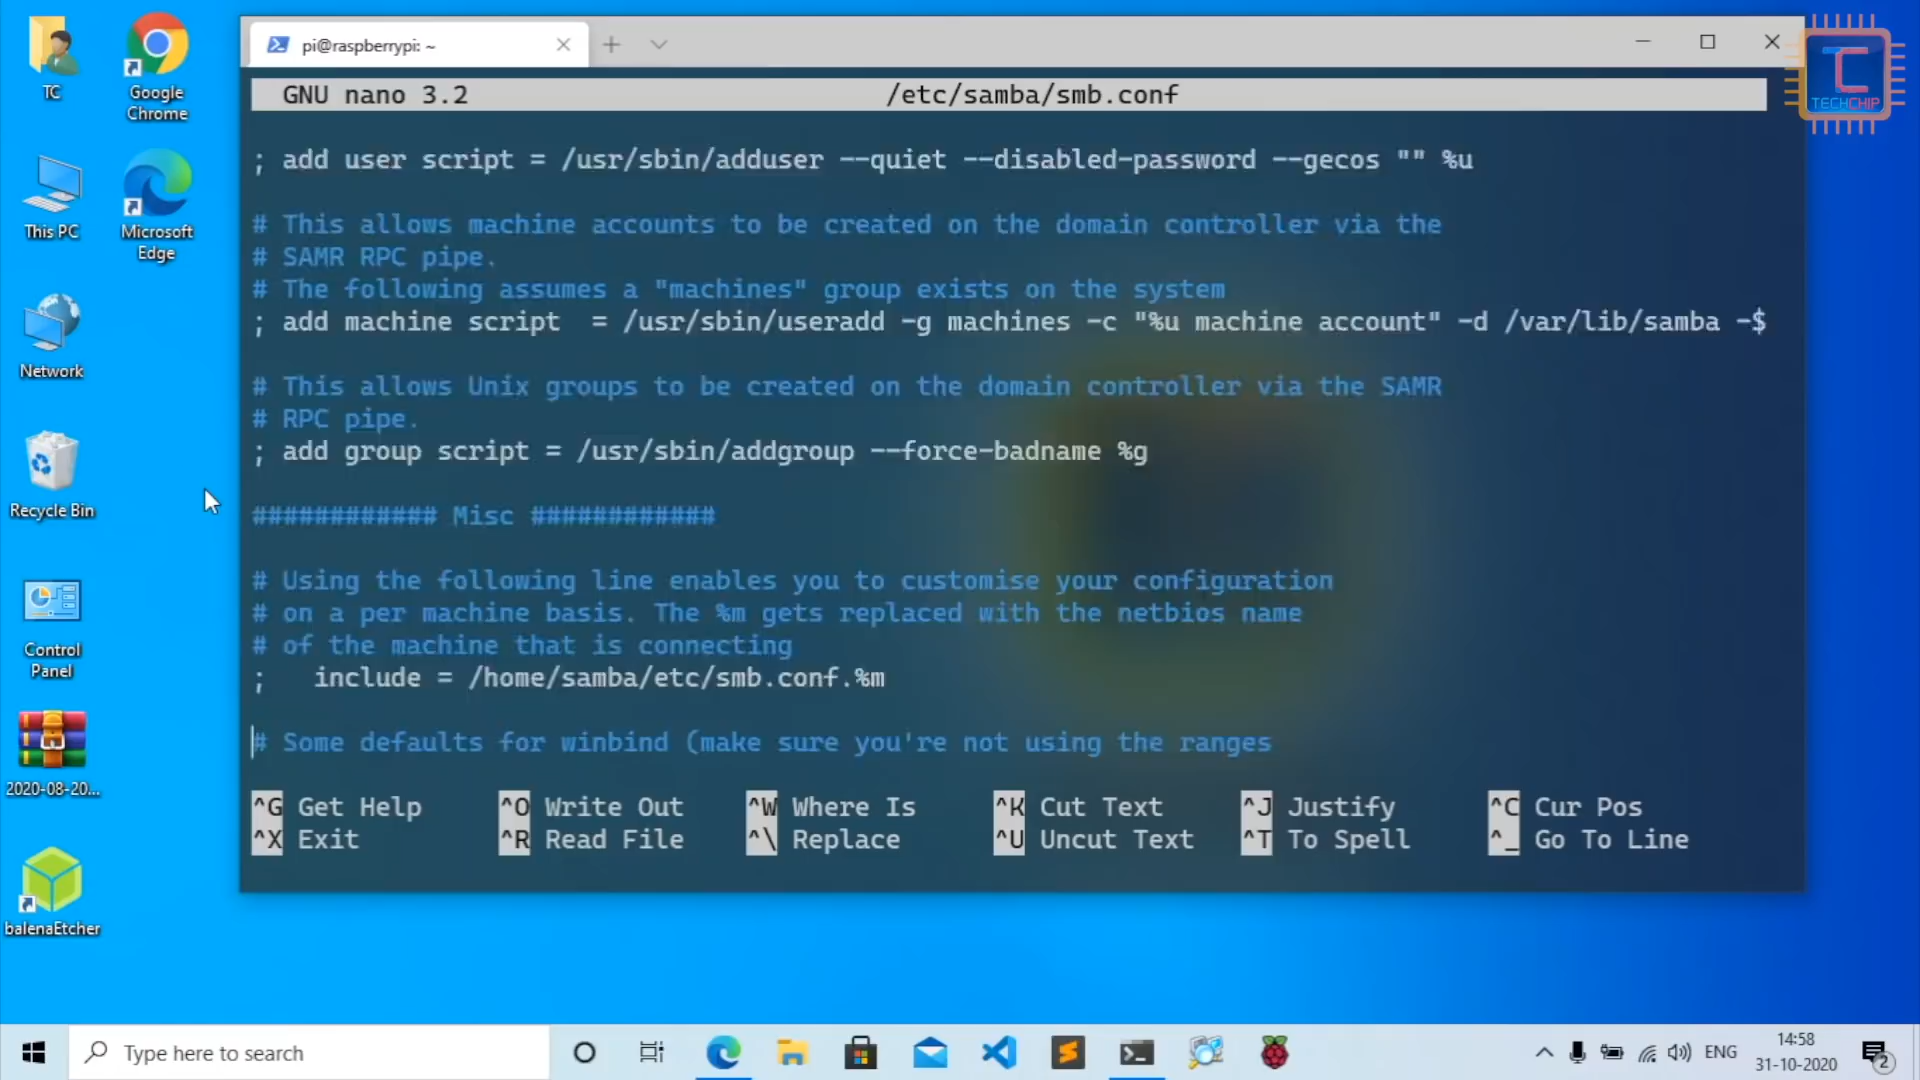 TC
Google
Chrome
This PC
Microsoft
Edge
Network
Recycle Bin
Control
Panel
2020-08-20...
balenaEtcher
pi@raspberrypi: ~
TC
TECHCHIP
GNU nano 3.2 /etc/samba/smb.conf
; add user script = /usr/sbin/adduser --quiet --disabled-password --gecos "" %u
# This allows machine accounts to be created on the domain controller via the
# SAMR RPC pipe.
# The following assumes a "machines" group exists on the system
; add machine script  = /usr/sbin/useradd -g machines -c "%u machine account" -d /var/lib/samba -$
# This allows Unix groups to be created on the domain controller via the SAMR
# RPC pipe.
; add group script = /usr/sbin/addgroup --force-badname %g
############ Misc ############
# Using the following line enables you to customise your configuration
# on a per machine basis. The %m gets replaced with the netbios name
# of the machine that is connecting
;   include = /home/samba/etc/smb.conf.%m
# Some defaults for winbind (make sure you're not using the ranges
^G Get Help ^O Write Out ^W Where Is ^K Cut Text ^J Justify ^C Cur Pos
^X Exit ^R Read File ^\ Replace ^U Uncut Text ^T To Spell ^_ Go To Line
Type here to search
ENG
14:58
31-10-2020
2